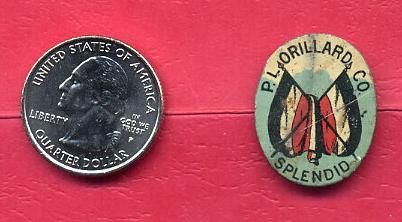 UNITED STATES OF AMERICA
LIBERTY
IN
GOD WE
TRUST
P
QUARTER DOLLAR
P. LORILLARD CO.
SPLENDID